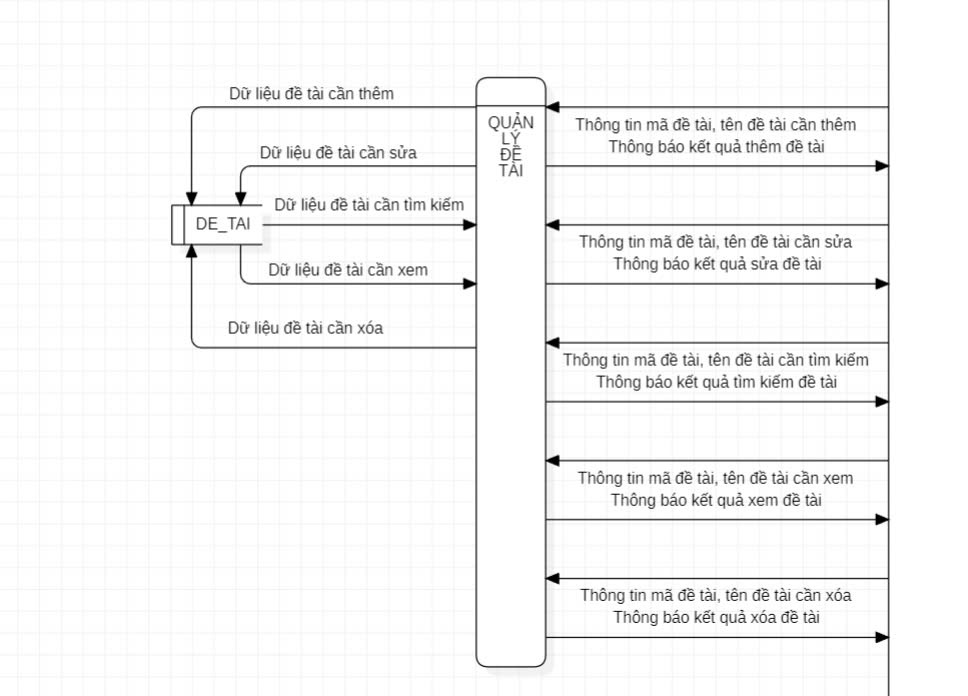 Dữ liệu đề tài cần thêm
Dữ liệu đề tài cần sửa
Dữ liệu đề tài cần tìm kiếm
DE_TAI
Dữ liệu đề tài cần xem
Dữ liệu đề tài cần xóa
QUẢN
LÝ
ĐỀ
TÀI
Thông tin mã đề tài, tên đề tài cần thêm
Thông báo kết quả thêm đề tài
Thông tin mã đề tài, tên đề tài cần sửa
Thông báo kết quả sửa đề tài
Thông tin mã đề tài, tên đề tài cần tìm kiếm
Thông báo kết quả tìm kiếm đề tài
Thông tin mã đề tài, tên đề tài cần xem
Thông báo kết quả xem đề tài
Thông tin mã đề tài, tên đề tài cần xóa
Thông báo kết quả xóa đề tài